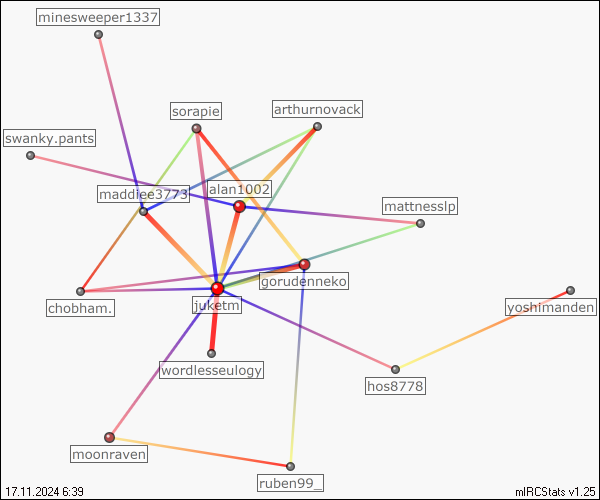 minesweeper1337
sorapie
arthurnovack
swanky.pants
maddiee3773
alan1002
mattnesslp
gorudenneko
juketm
chobham.
yoshimanden
wordlesseulogy
hos8778
moonraven
ruben99_
17.11.2024 6:39
mIRCStats v1.25